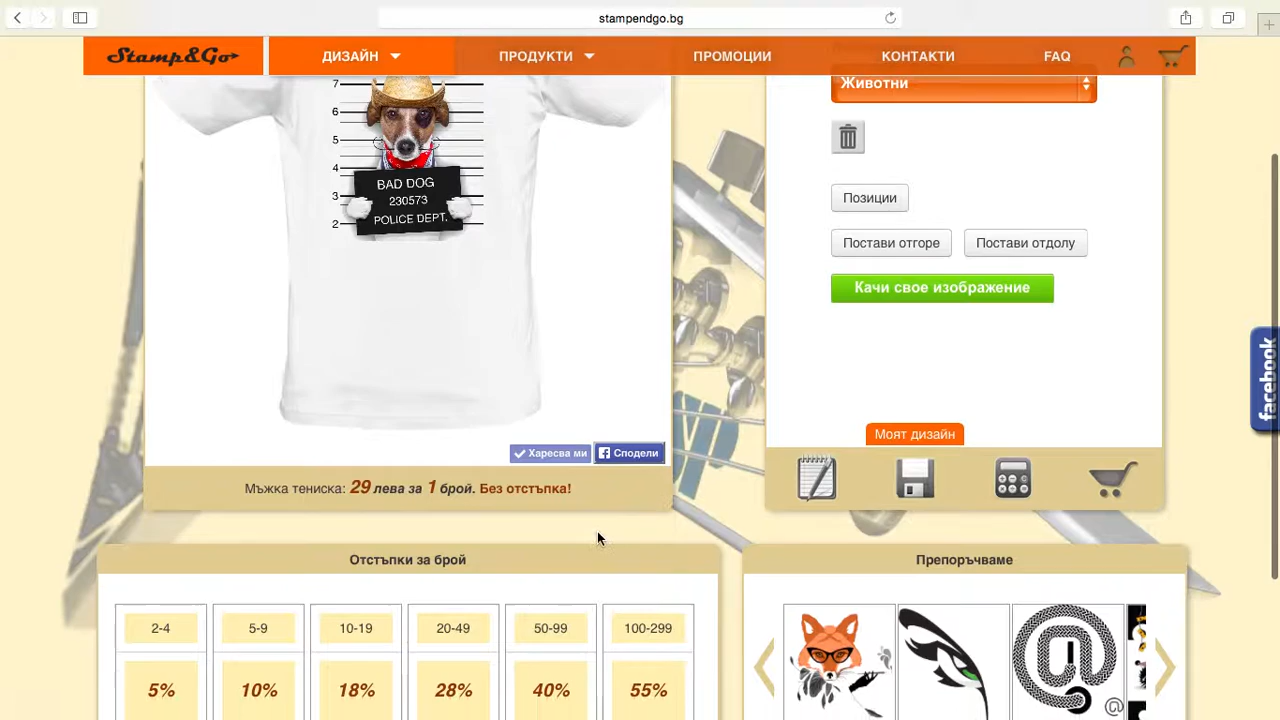 stampendgo.bg
Stamp&Go
ДИЗАЙН
ПРОДУКТИ
ПРОМОЦИИ
КОНТАКТИ
FAQ
Животни
7
6
5
4
3
2
BAD DOG
230573
POLICE DEPT.
Позиции
Постави отгоре
Постави отдолу
Качи свое изображение
facebook
Моят дизайн
Харесва ми
Сподели
Мъжка тениска: 29 лева за 1 брой. Без отстъпка!
Отстъпки за брой
2-4 5-9 10-19 20-49 50-99 100-299
5% 10% 18% 28% 40% 55%
Препоръчваме